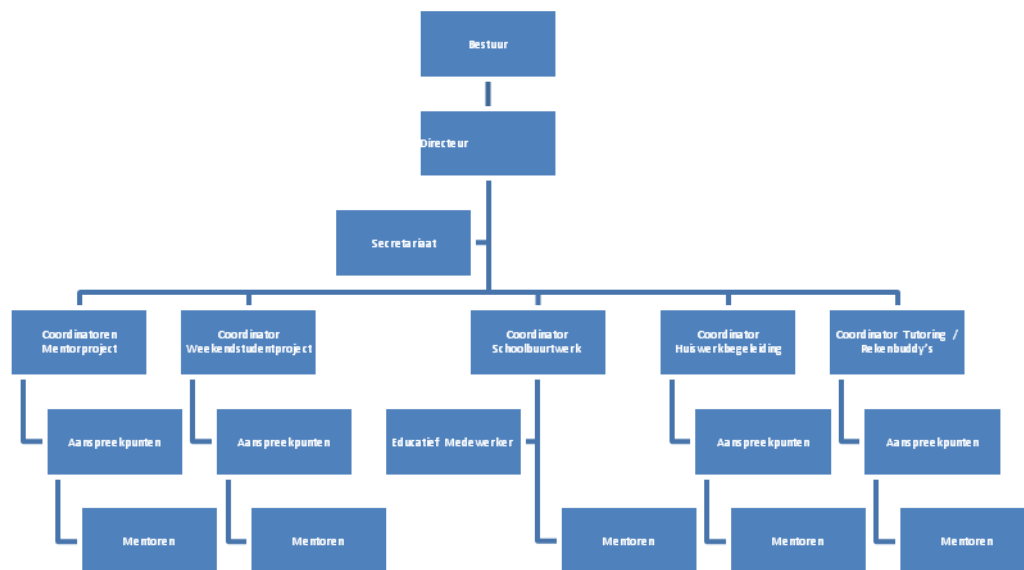 Bestuur
Directeur
Secretariaat
Coordinatoren
Mentorproject
Coordinator
Weekendstudentproject
Coordinator
Schoolbuurtwerk
Coordinator
Huiswerkbegeleiding
Coordinator Tutoring /
Rekenbuddy's
Aanspreekpunten
Aanspreekpunten
Educatief Medewerker
Aanspreekpunten
Aanspreekpunten
Mentoren
Mentoren
Mentoren
Mentoren
Mentoren